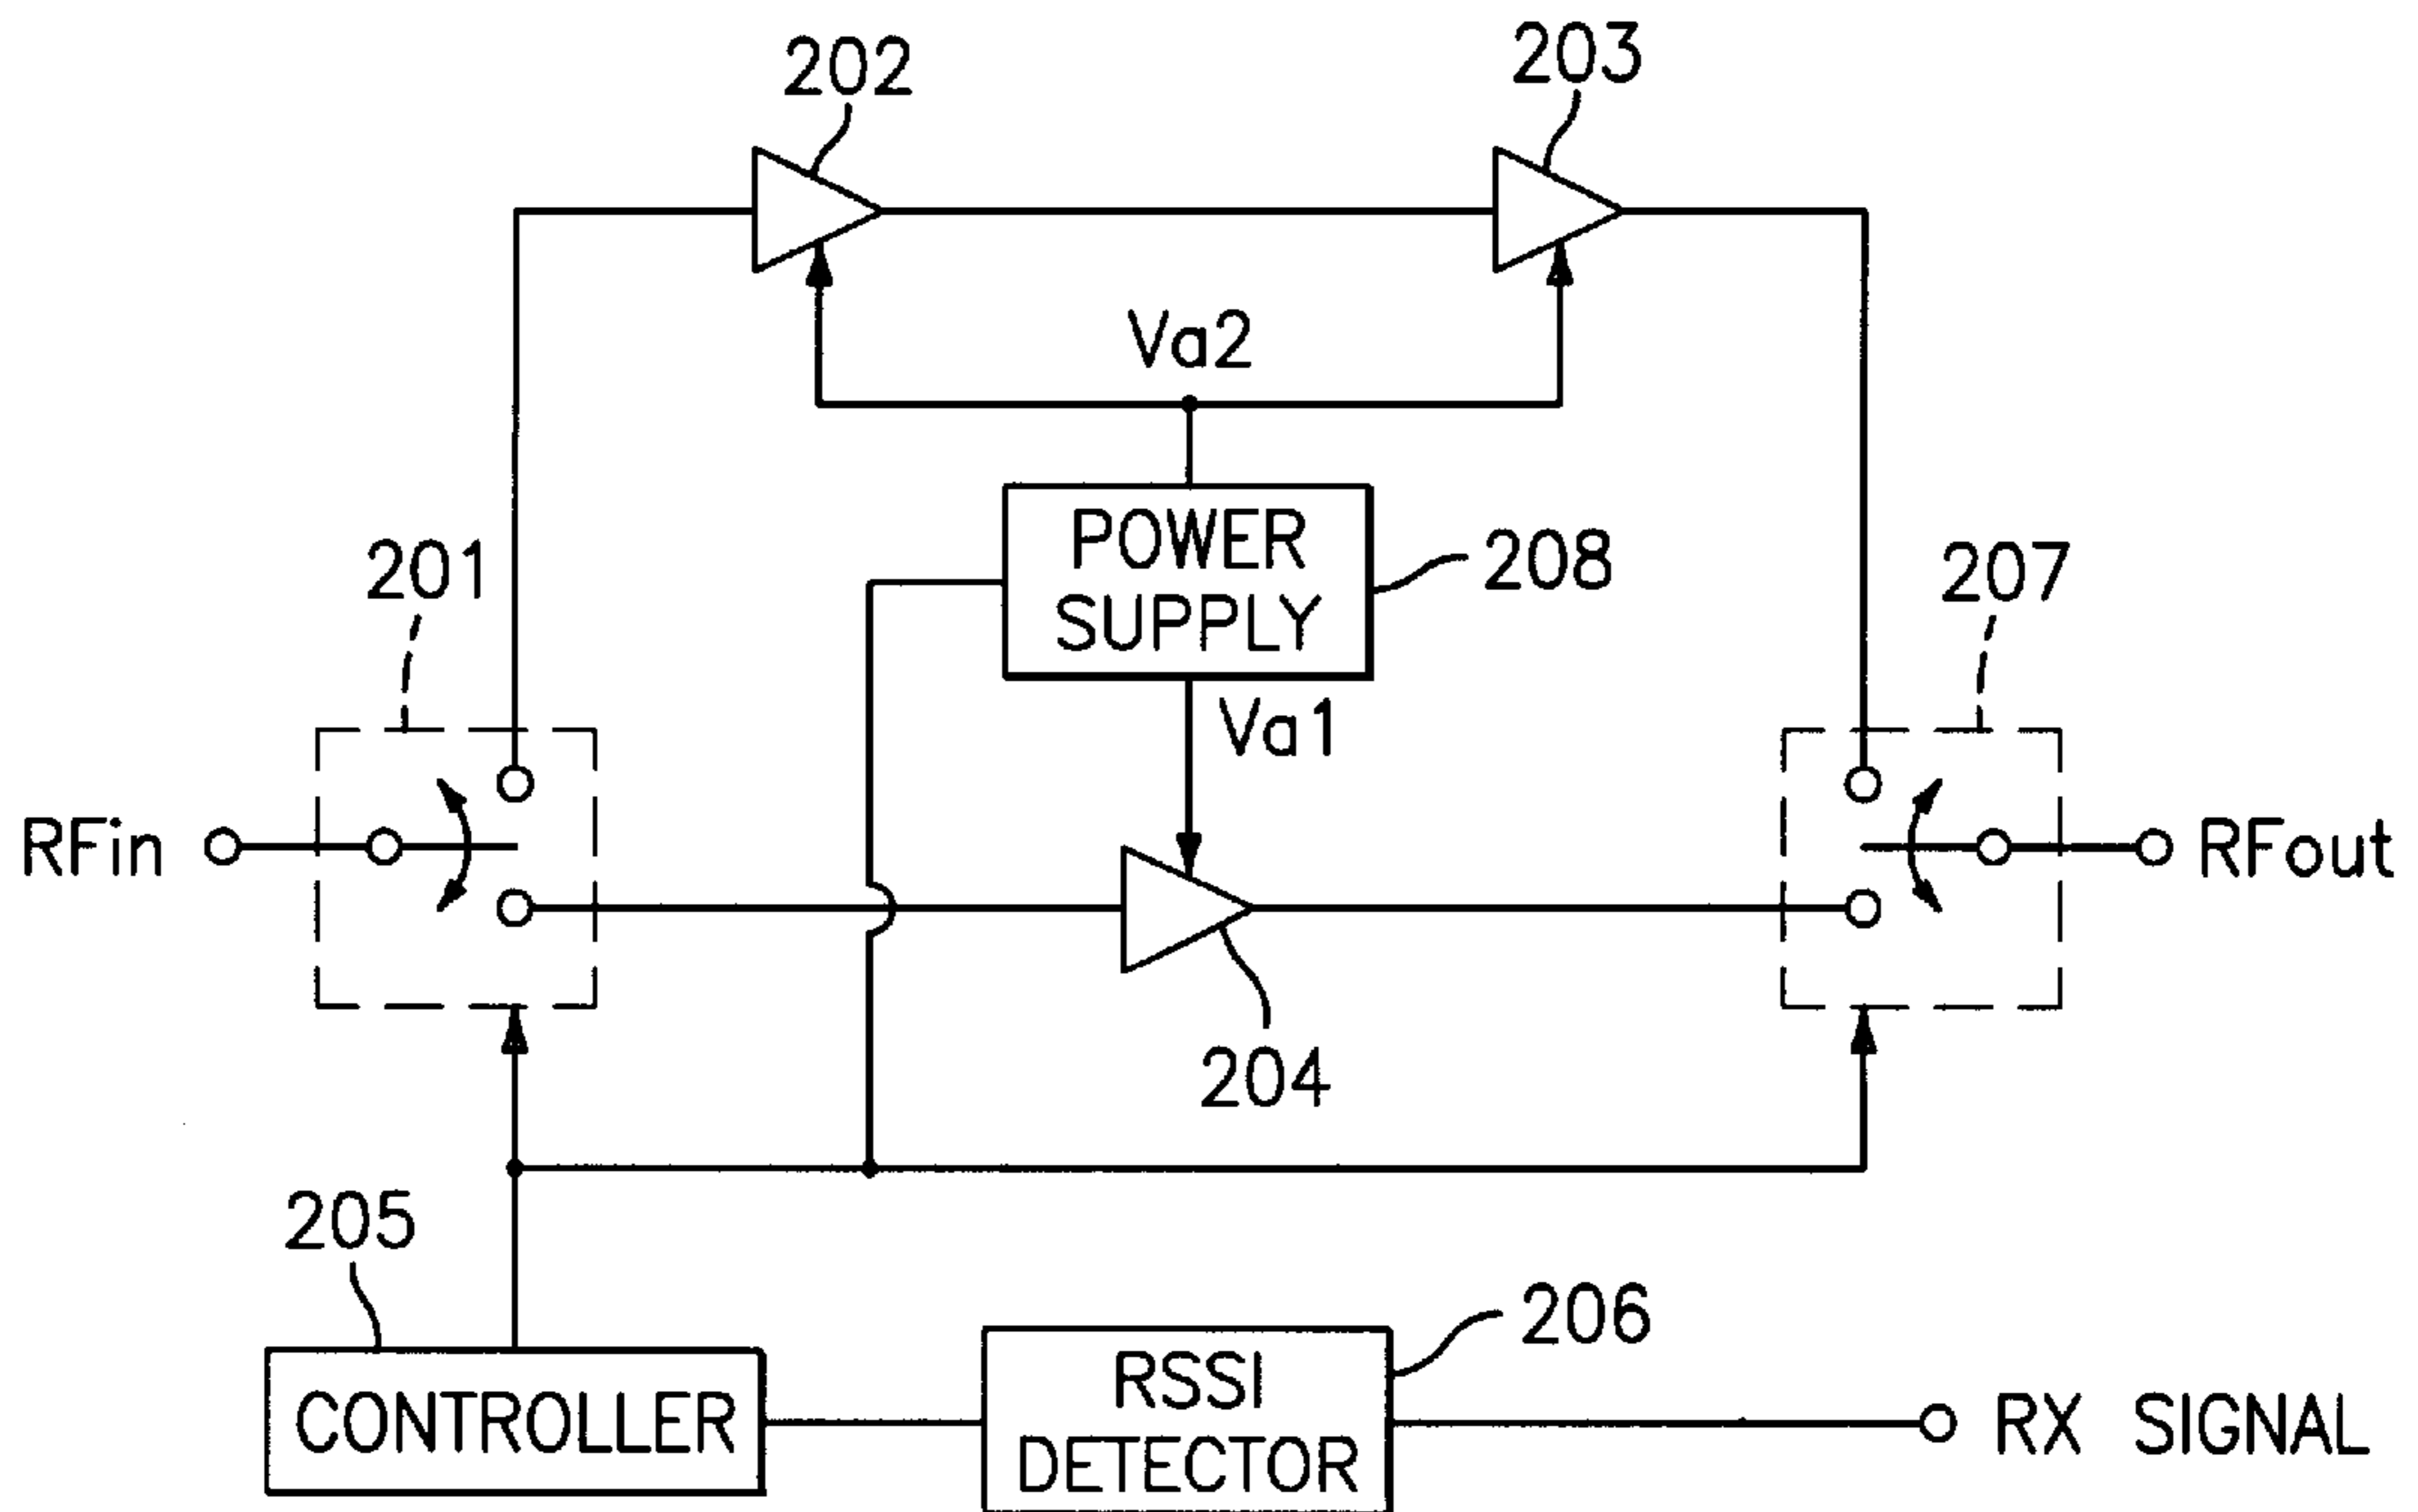 202
203
Va2
201
POWER
SUPPLY
208
207
Va1
RFin
RFout
204
205
206
CONTROLLER
RSSI
DETECTOR
RX SIGNAL